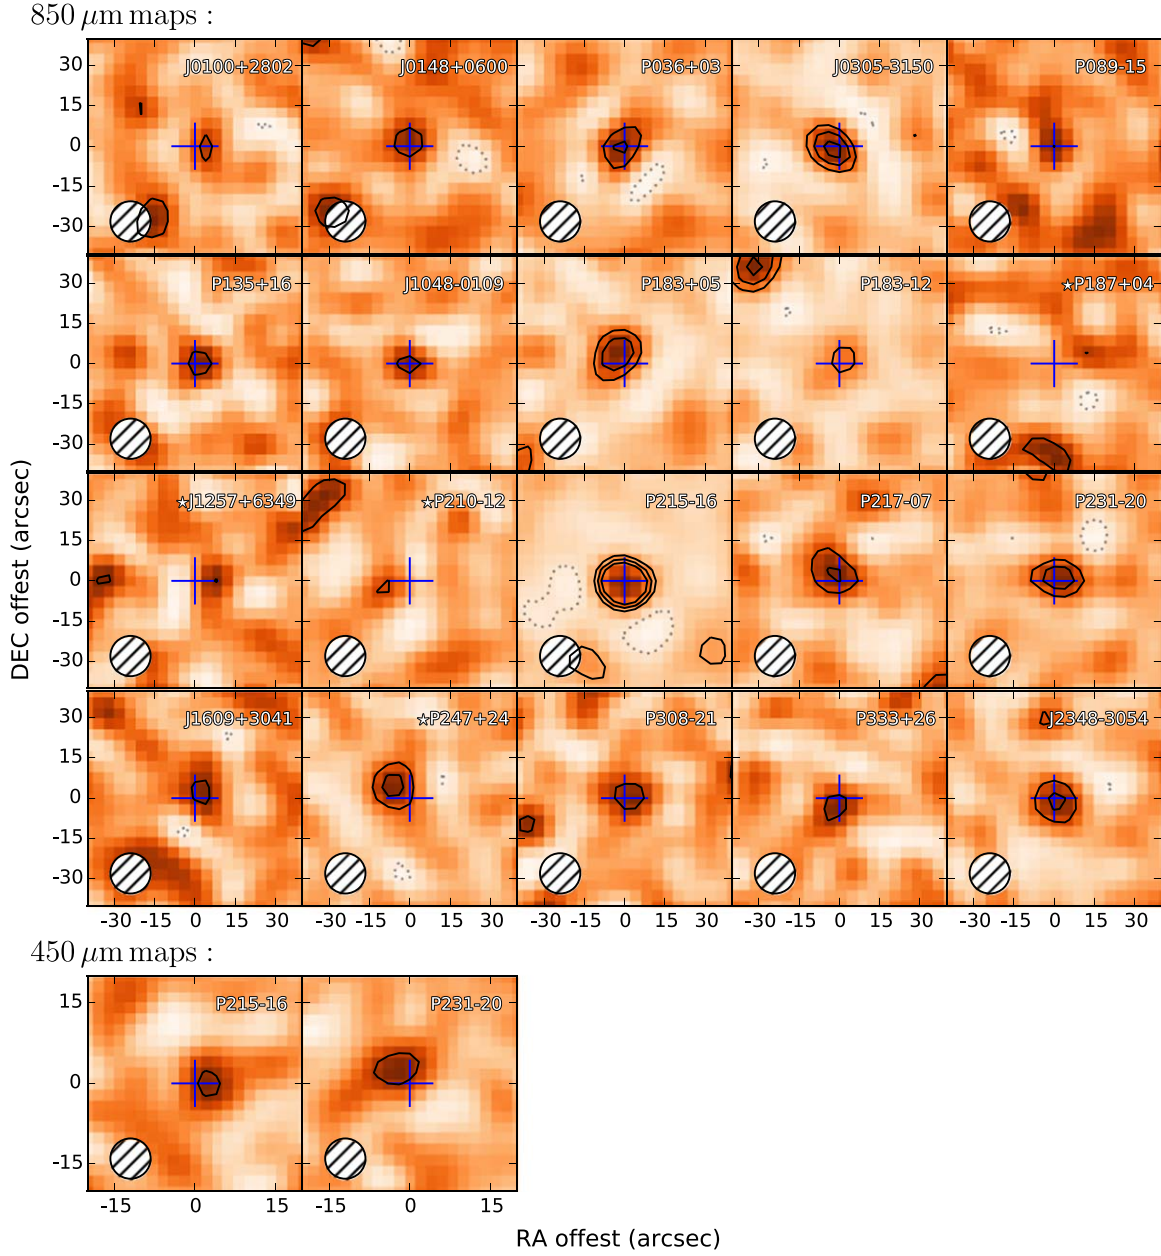 850 μm maps :
J0100+2802 J0148+0600 P036+03 J0305-3150 P089-15
30
15
0
-15
-30
P135+16 J1048-0109 P183+05 P183-12 ★P187+04
30
15
0
-15
-30
★J1257+6349 ★P210-12 P215-16 P217-07 P231-20
30
15
0
-15
-30
J1609+3041 ★P247+24 P308-21 P333+26 J2348-3054
30
15
0
-15
-30
-30 -15 0 15 30 -30 -15 0 15 30 -30 -15 0 15 30 -30 -15 0 15 30 -30 -15 0 15 30
DEC offest (arcsec)
450 μm maps :
P215-16 P231-20
15
0
-15
-15 0 15 -15 0 15
RA offest (arcsec)